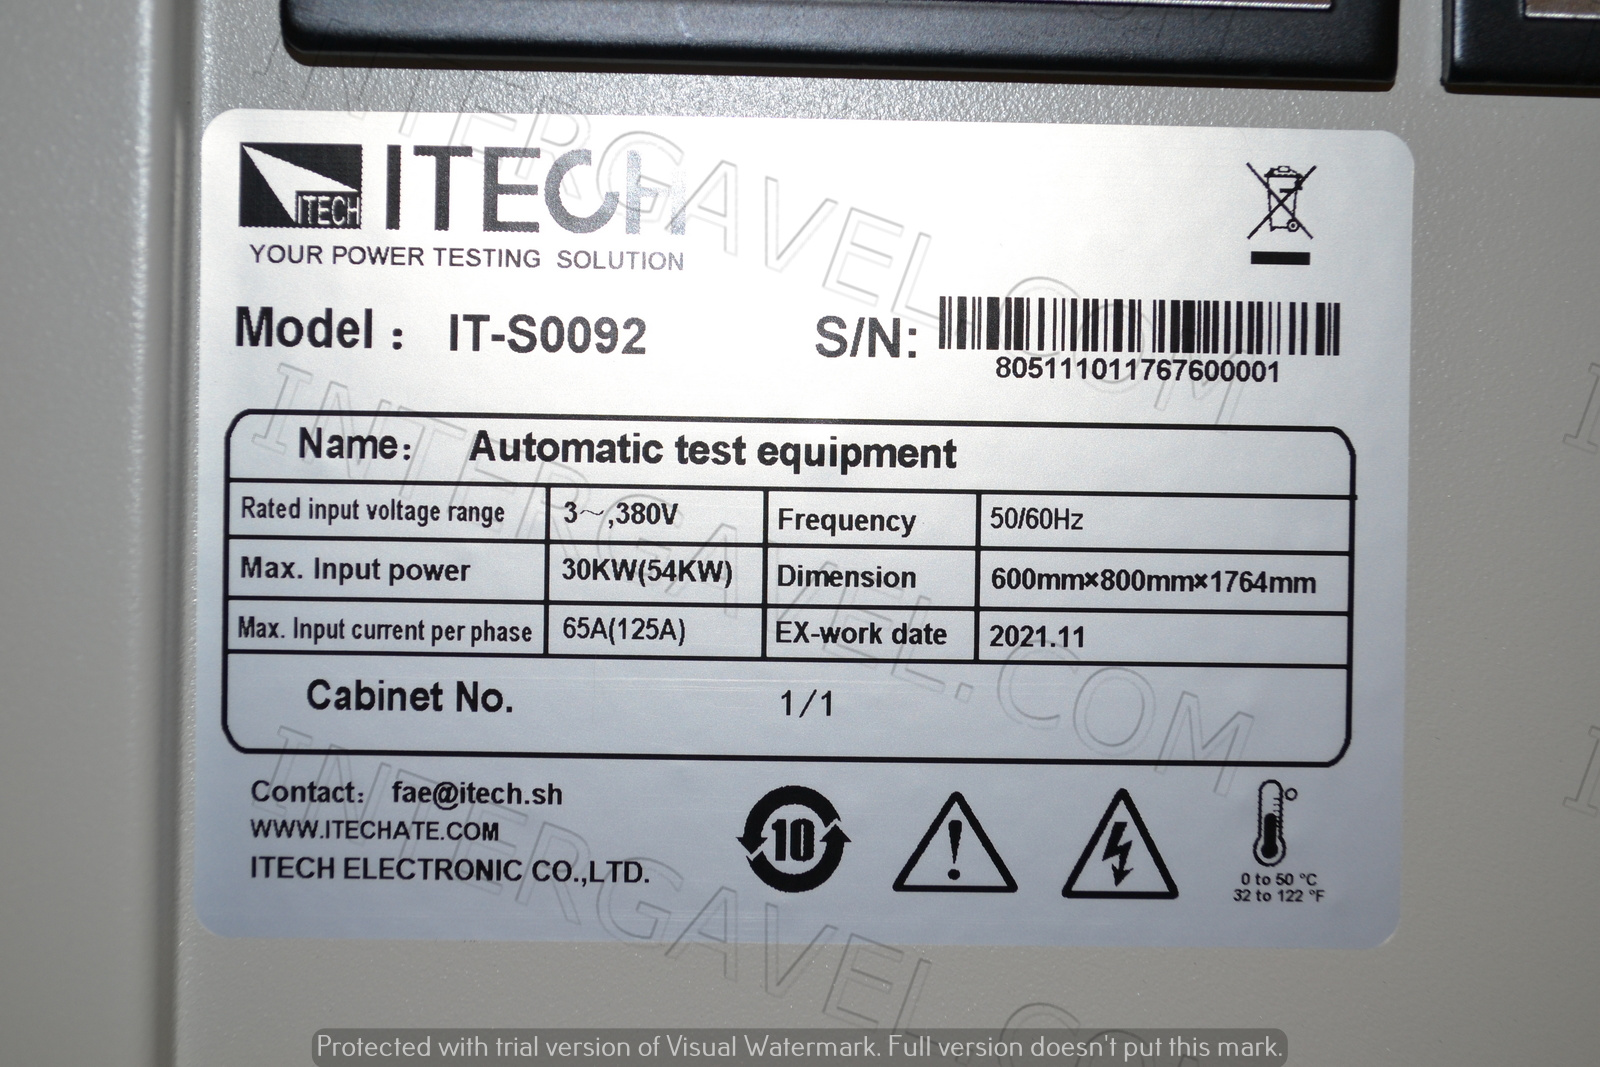 ITECH
ITECH
YOUR POWER TESTING SOLUTION
Model : IT-S0092
S/N:
805111011767600001
Name: Automatic test equipment
Rated input voltage range 3~,380V Frequency 50/60Hz
Max. Input power 30KW(54KW) Dimension 600mm×800mm×1764mm
Max. Input current per phase 65A(125A) EX-work date 2021.11
Cabinet No. 1/1
Contact: fae@itech.sh
WWW.ITECHATE.COM
ITECH ELECTRONIC CO.,LTD.
10
0 to 50 °C
32 to 122 °F
INTERGAVEL.COM
INTERGAVEL.COM
INTERGAVEL.COM
Protected with trial version of Visual Watermark. Full version doesn't put this mark.